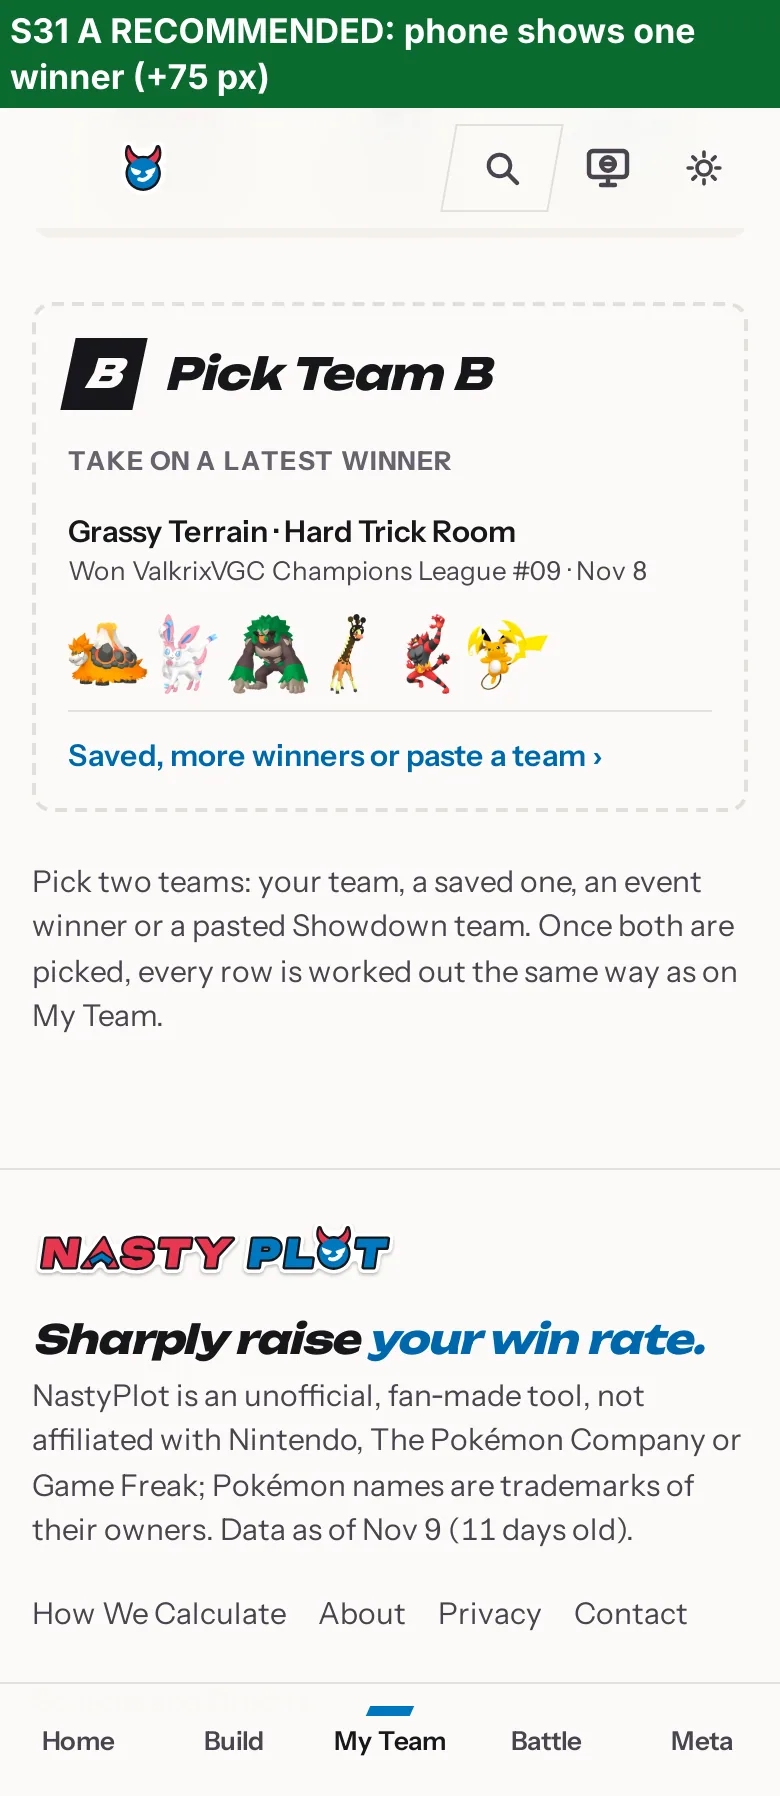 S31 A RECOMMENDED: phone shows one
winner (+75 px)
B Pick Team B
TAKE ON A LATEST WINNER
Grassy Terrain · Hard Trick Room
Won ValkrixVGC Champions League #09 · Nov 8
Saved, more winners or paste a team ›
Pick two teams: your team, a saved one, an event
winner or a pasted Showdown team. Once both are
picked, every row is worked out the same way as on
My Team.
NASTY PLOT
Sharply raise your win rate.
NastyPlot is an unofficial, fan-made tool, not
affiliated with Nintendo, The Pokémon Company or
Game Freak; Pokémon names are trademarks of
their owners. Data as of Nov 9 (11 days old).
How We Calculate About Privacy Contact
Home Build My Team Battle Meta